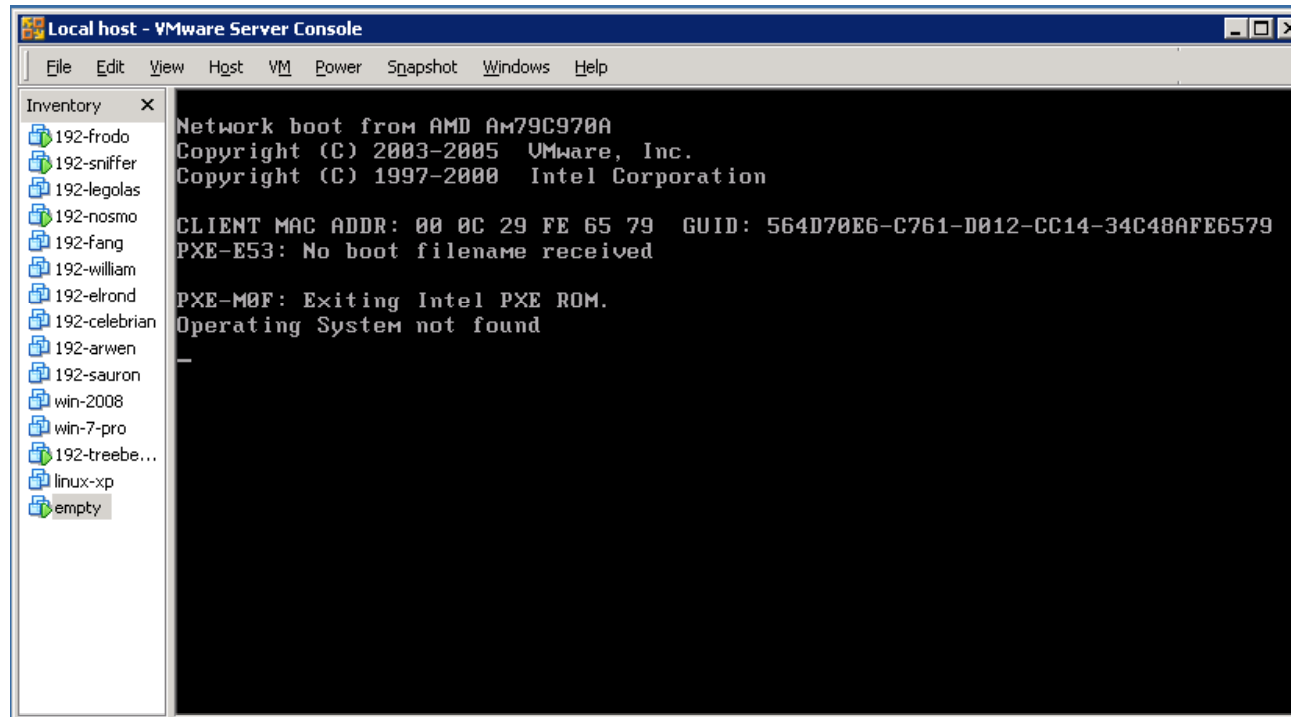 Local host - VMware Server Console
File Edit View Host VM Power Snapshot Windows Help
Inventory
192-frodo
192-sniffer
192-legolas
192-nosmo
192-fang
192-william
192-elrond
192-celebrian
192-arwen
192-sauron
win-2008
win-7-pro
192-treebe...
linux-xp
empty
Network boot from AMD Am79C970A
Copyright (C) 2003-2005 VMware, Inc.
Copyright (C) 1997-2000 Intel Corporation
CLIENT MAC ADDR: 00 0C 29 FE 65 79 GUID: 564D70E6-C761-D012-CC14-34C48AFE6579
PXE-E53: No boot filename received
PXE-M0F: Exiting Intel PXE ROM.
Operating System not found
_